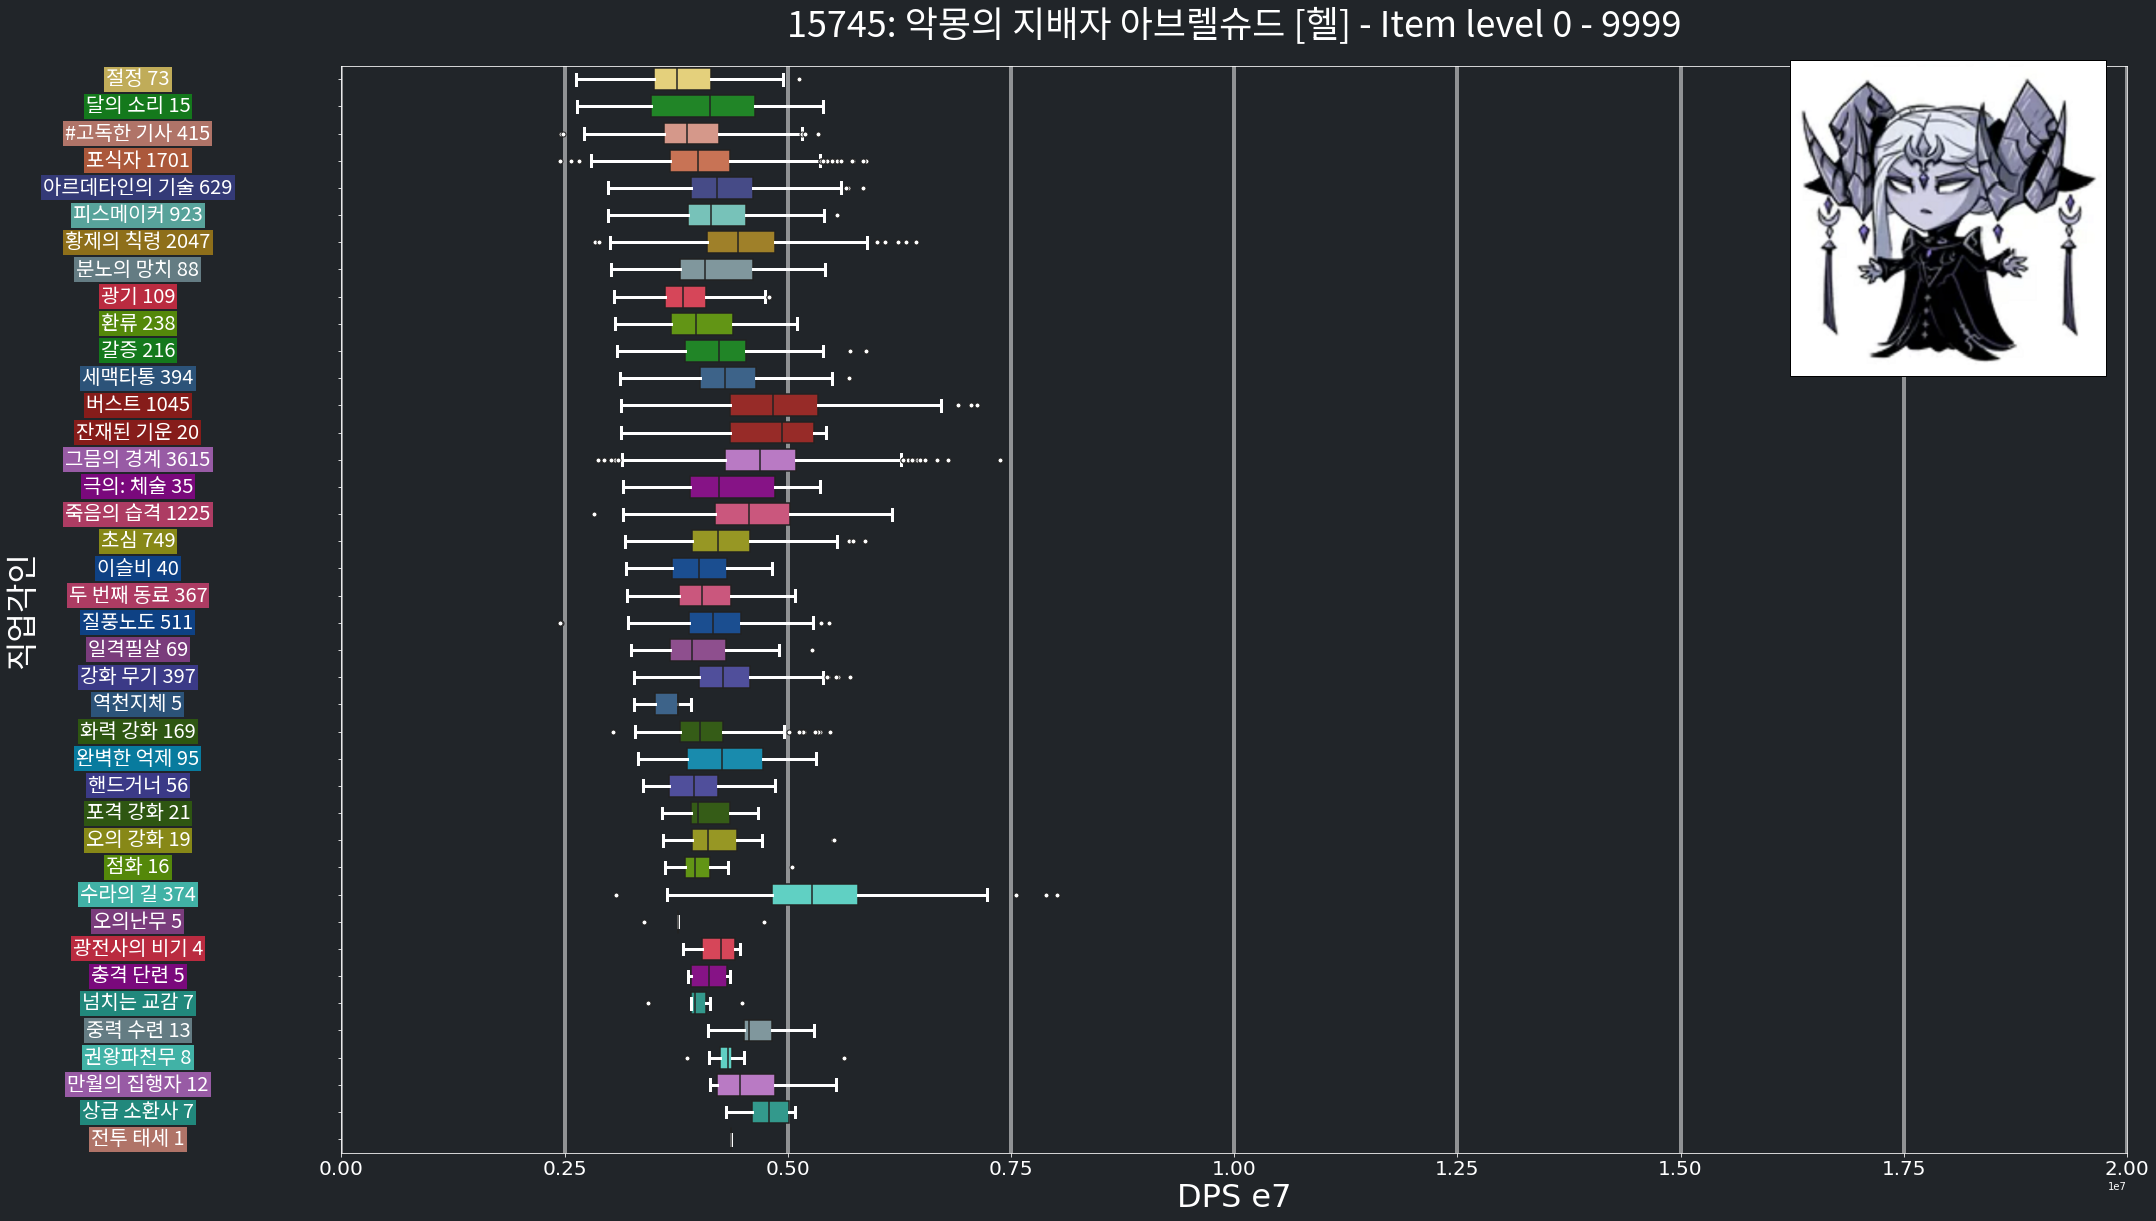 15745: 악몽의 지배자 아브렐슈드 [헬] - Item level 0 - 9999
절정 73
달의 소리 15
#고독한 기사 415
포식자 1701
아르데타인의 기술 629
피스메이커 923
황제의 칙령 2047
분노의 망치 88
광기 109
환류 238
갈증 216
세맥타통 394
버스트 1045
잔재된 기운 20
그믐의 경계 3615
극의: 체술 35
죽음의 습격 1225
초심 749
이슬비 40
두 번째 동료 367
질풍노도 511
일격필살 69
강화 무기 397
역천지체 5
화력 강화 169
완벽한 억제 95
핸드거너 56
포격 강화 21
오의 강화 19
점화 16
수라의 길 374
오의난무 5
광전사의 비기 4
충격 단련 5
넘치는 교감 7
중력 수련 13
권왕파천무 8
만월의 집행자 12
상급 소환사 7
전투 태세 1
직업각인
0.00 0.25 0.50 0.75 1.00 1.25 1.50 1.75 2.00
1e7
DPS e7